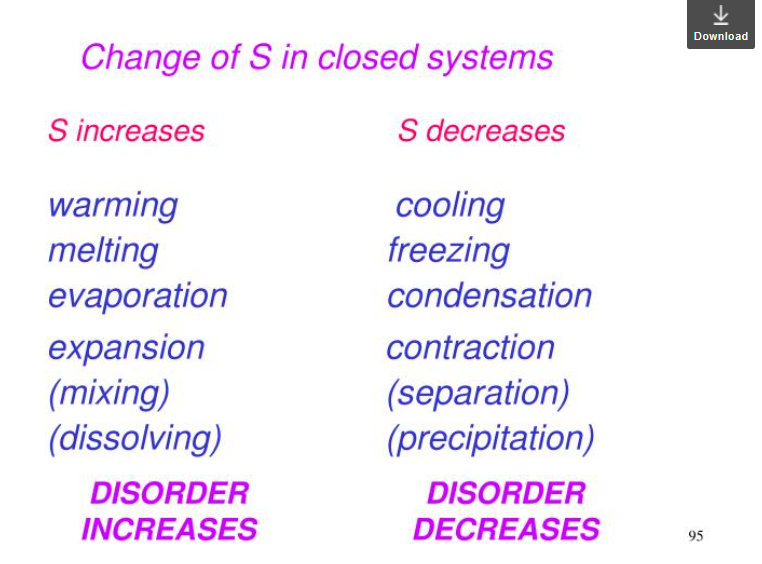 Download
Change of S in closed systems
S increases
S decreases
warming
cooling
melting
freezing
evaporation
condensation
expansion
contraction
(mixing)
(separation)
(dissolving)
(precipitation)
DISORDER
INCREASES
DISORDER
DECREASES
95